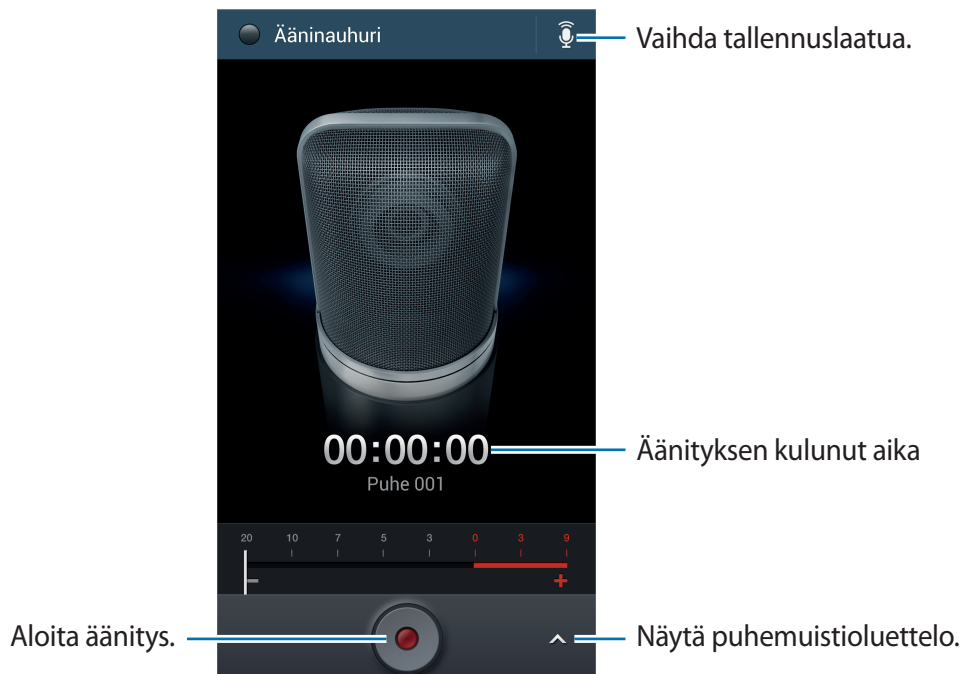 Ääninauhuri
Vaihda tallennuslaatua.
00:00:00
Äänityksen kulunut aika
Puhe 001
20 10 7 5 3 0 3 9
− +
Aloita äänitys.
Näytä puhemuistioluettelo.